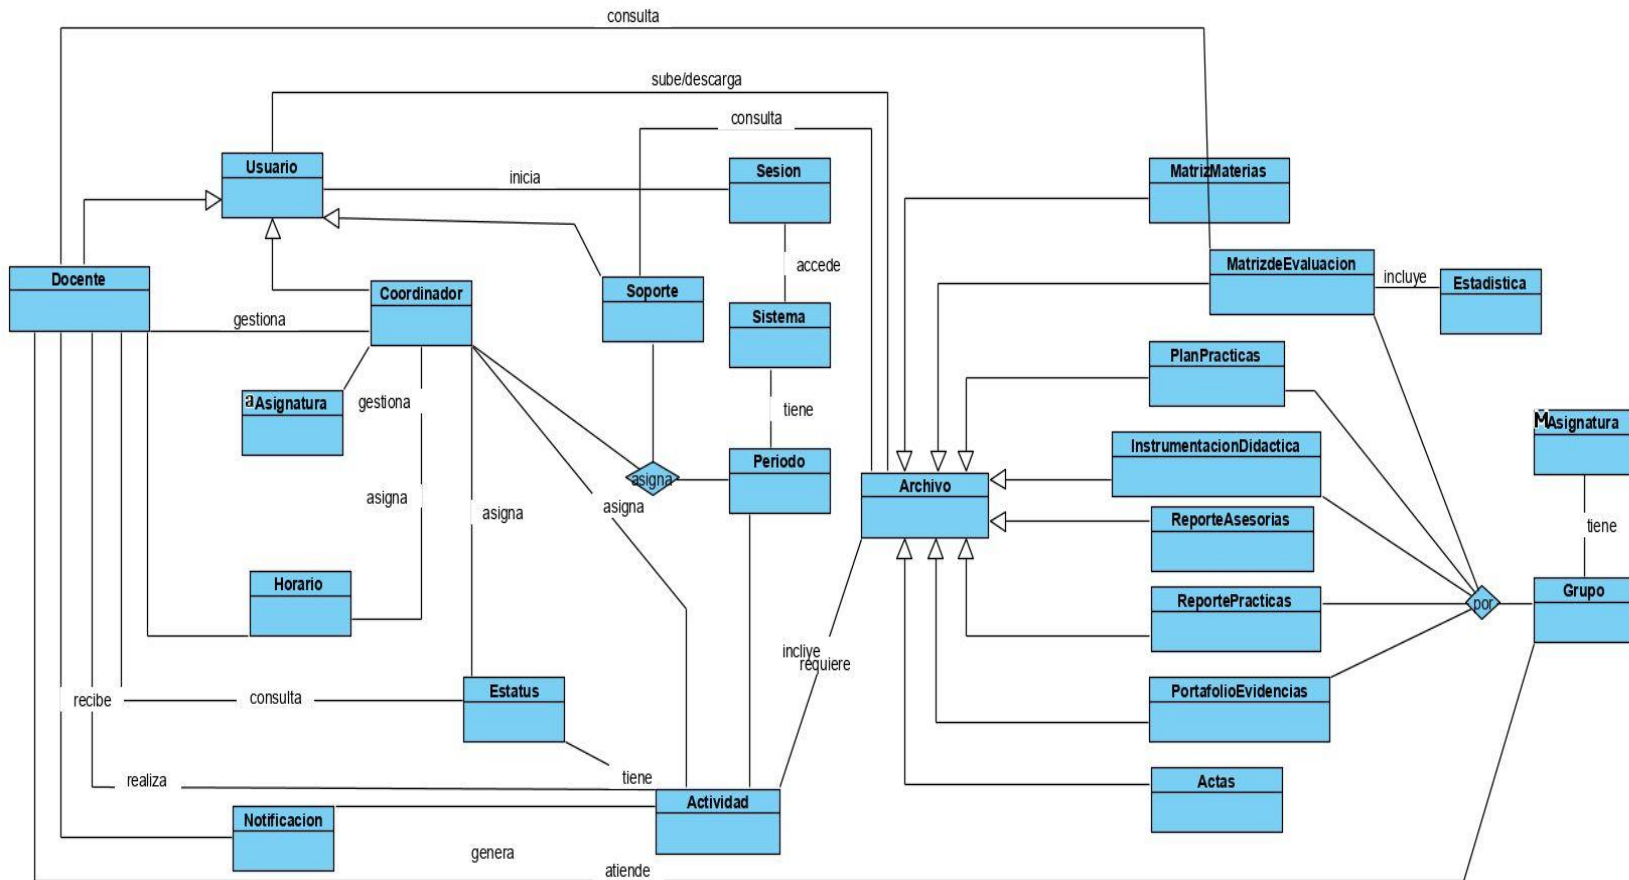 consulta
sube/descarga
consulta
Usuario
inicia
Sesion
MatrizMaterias
accede
Docente
Coordinador
Soporte
MatrizdeEvaluacion
incluye
Estadistica
gestiona
Sistema
PlanPracticas
aAsignatura
gestiona
tiene
MAsignatura
InstrumentacionDidactica
Periodo
asigna
Archivo
asigna
asigna
asigna
ReporteAsesorias
tiene
Horario
ReportePracticas
por
Grupo
inclive
requiere
recibe
consulta
Estatus
PortafolioEvidencias
realiza
tiene
Actas
Notificacion
Actividad
genera
atiende